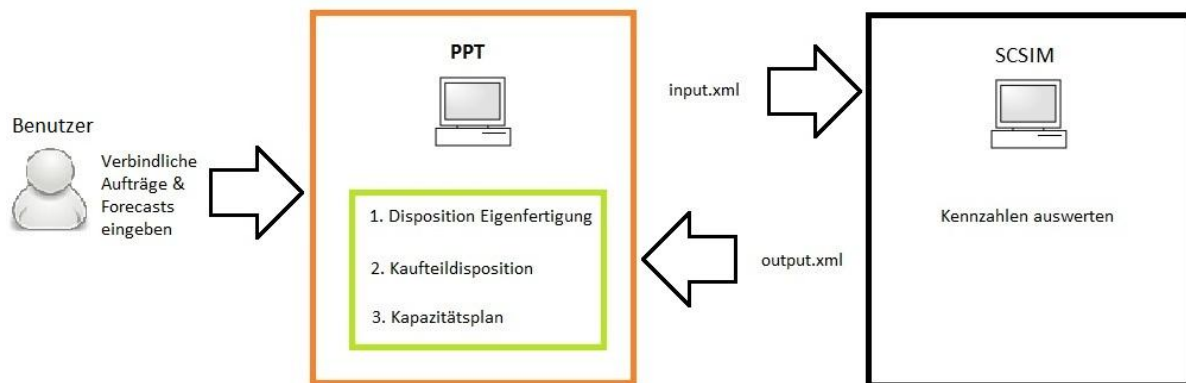 Benutzer
Verbindliche
Aufträge &
Forecasts
eingeben
PPT
1. Disposition Eigenfertigung
2. Kaufteildisposition
3. Kapazitätsplan
input.xml
output.xml
SCSIM
Kennzahlen auswerten